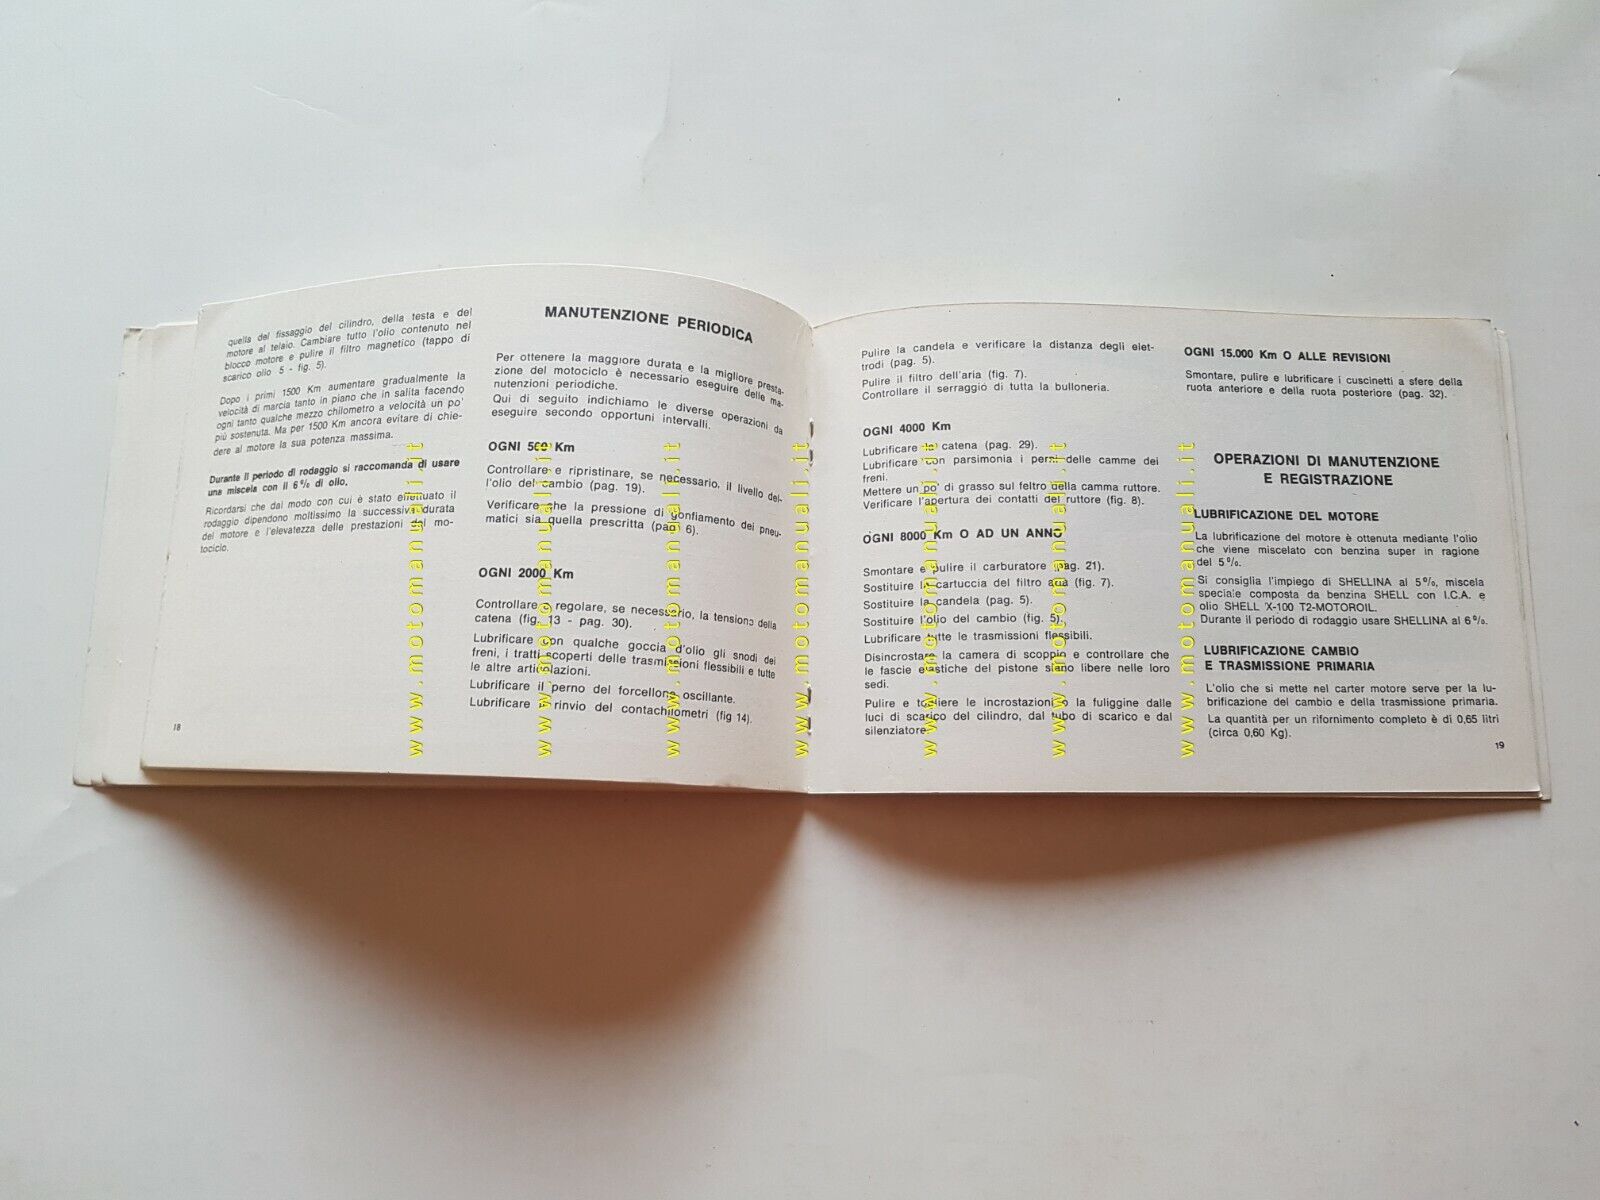 quella del fissaggio del cilindro, della testa e del
motore al telaio. Cambiare tutto l'olio contenuto nel
blocco motore e pulire il filtro magnetico (tappo di
scarico olio 5 - fig. 5).
Dopo i primi 1500 Km aumentare gradualmente la
velocità di marcia tanto in piano che in salita facendo
ogni tanto qualche mezzo chilometro a velocità un po'
più sostenuta. Ma per 1500 Km ancora evitare di chie-
dere al motore la sua potenza massima.
Durante il periodo di rodaggio si raccomanda di usare
una miscela con il 6% di olio.
Ricordarsi che dal modo con cui è stato effettuato il
rodaggio dipendono moltissimo la successiva durata
del motore e l'elevatezza delle prestazioni del mo-
tociclo.
18
MANUTENZIONE PERIODICA
Per ottenere la maggiore durata e la migliore presta-
zione del motociclo è necessario eseguire delle ma-
nutenzioni periodiche.
Qui di seguito indichiamo le diverse operazioni da
eseguire secondo opportuni intervalli.
OGNI 500 Km
Controllare e ripristinare, se necessario, il livello del-
l'olio del cambio (pag. 19).
Verificare che la pressione di gonfiamento dei pneu-
matici sia quella prescritta (pag. 6).
OGNI 2000 Km
Controllare e regolare, se necessario, la tensione della
catena (fig. 13 - pag. 30).
Lubrificare con qualche goccia d'olio gli snodi dei
freni, i tratti scoperti delle trasmissioni flessibili e tutte
le altre articolazioni.
Lubrificare il perno del forcellone oscillante.
Lubrificare il rinvio del contachilometri (fig 14).
Pulire la candela e verificare la distanza degli elet-
trodi (pag. 5).
Pulire il filtro dell'aria (fig. 7).
Controllare il serraggio di tutta la bulloneria.
OGNI 4000 Km
Lubrificare la catena (pag. 29).
Lubrificare con parsimonia i perni delle camme dei
freni.
Mettere un po' di grasso sul feltro della camma ruttore.
Verificare l'apertura dei contatti del ruttore (fig. 8).
OGNI 8000 Km O AD UN ANNO
Smontare e pulire il carburatore (pag. 21).
Sostituire la cartuccia del filtro aria (fig. 7).
Sostituire la candela (pag. 5).
Sostituire l'olio del cambio (fig. 5).
Lubrificare tutte le trasmissioni flessibili.
Disincrostare la camera di scoppio e controllare che
le fascie elastiche del pistone siano libere nelle loro
sedi.
Pulire e togliere le incrostazioni o la fuliggine dalle
luci di scarico del cilindro, dal tubo di scarico e dal
silenziatore.
OGNI 15.000 Km O ALLE REVISIONI
Smontare, pulire e lubrificare i cuscinetti a sfere della
ruota anteriore e della ruota posteriore (pag. 32).
OPERAZIONI DI MANUTENZIONE
E REGISTRAZIONE
LUBRIFICAZIONE DEL MOTORE
La lubrificazione del motore è ottenuta mediante l'olio
che viene miscelato con benzina super in ragione
del 5%.
Si consiglia l'impiego di SHELLINA al 5%, miscela
speciale composta da benzina SHELL con I.C.A. e
olio SHELL X-100 T2-MOTOROIL.
Durante il periodo di rodaggio usare SHELLINA al 6%.
LUBRIFICAZIONE CAMBIO
E TRASMISSIONE PRIMARIA
L'olio che si mette nel carter motore serve per la lu-
brificazione del cambio e della trasmissione primaria.
La quantità per un rifornimento completo è di 0,65 litri
(circa 0,60 Kg).
19
www.motomanuali.it
www.motomanuali.it
www.motomanuali.it
www.motomanuali.it
www.motomanuali.it
www.motomanuali.it
www.motomanuali.it